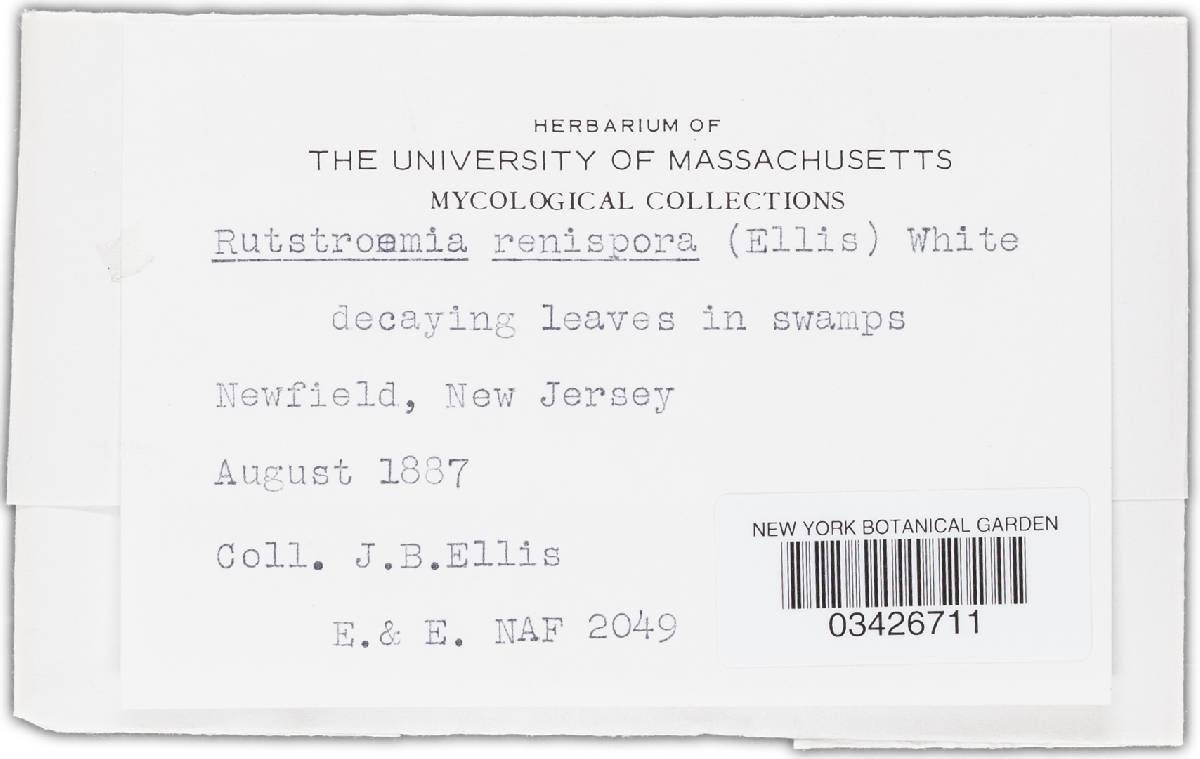 HERBARIUM OF
THE UNIVERSITY OF MASSACHUSETTS
MYCOLOGICAL COLLECTIONS
Rutstroemia renispora (Ellis) White
decaying leaves in swamps
Newfield, New Jersey
August 1887
Coll. J.B.Ellis
E.& E. NAF 2049
NEW YORK BOTANICAL GARDEN
03426711